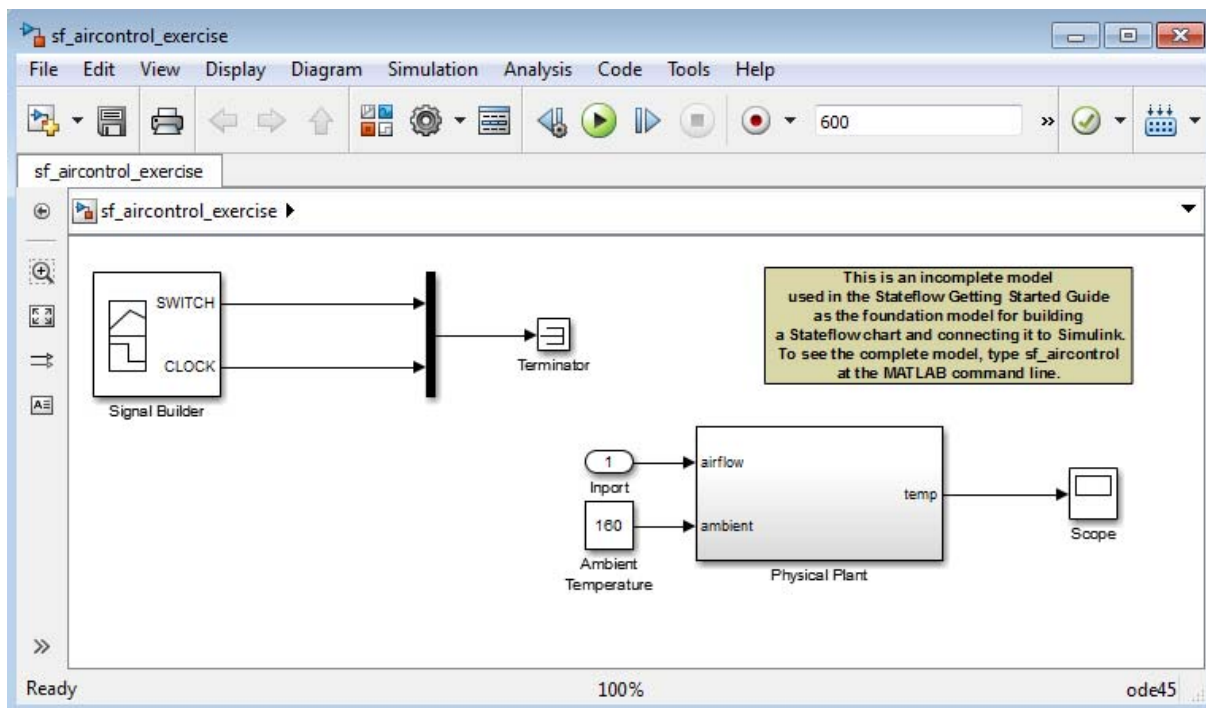 sf_aircontrol_exercise
File Edit View Display Diagram Simulation Analysis Code Tools Help
600
»
sf_aircontrol_exercise
sf_aircontrol_exercise
SWITCH
CLOCK
Signal Builder
Terminator
This is an incomplete model
used in the Stateflow Getting Started Guide
as the foundation model for building
a Stateflow chart and connecting it to Simulink.
To see the complete model, type sf_aircontrol
at the MATLAB command line.
1
Inport
airflow
160
ambient
temp
Ambient
Temperature
Physical Plant
Scope
»
Ready 100% ode45